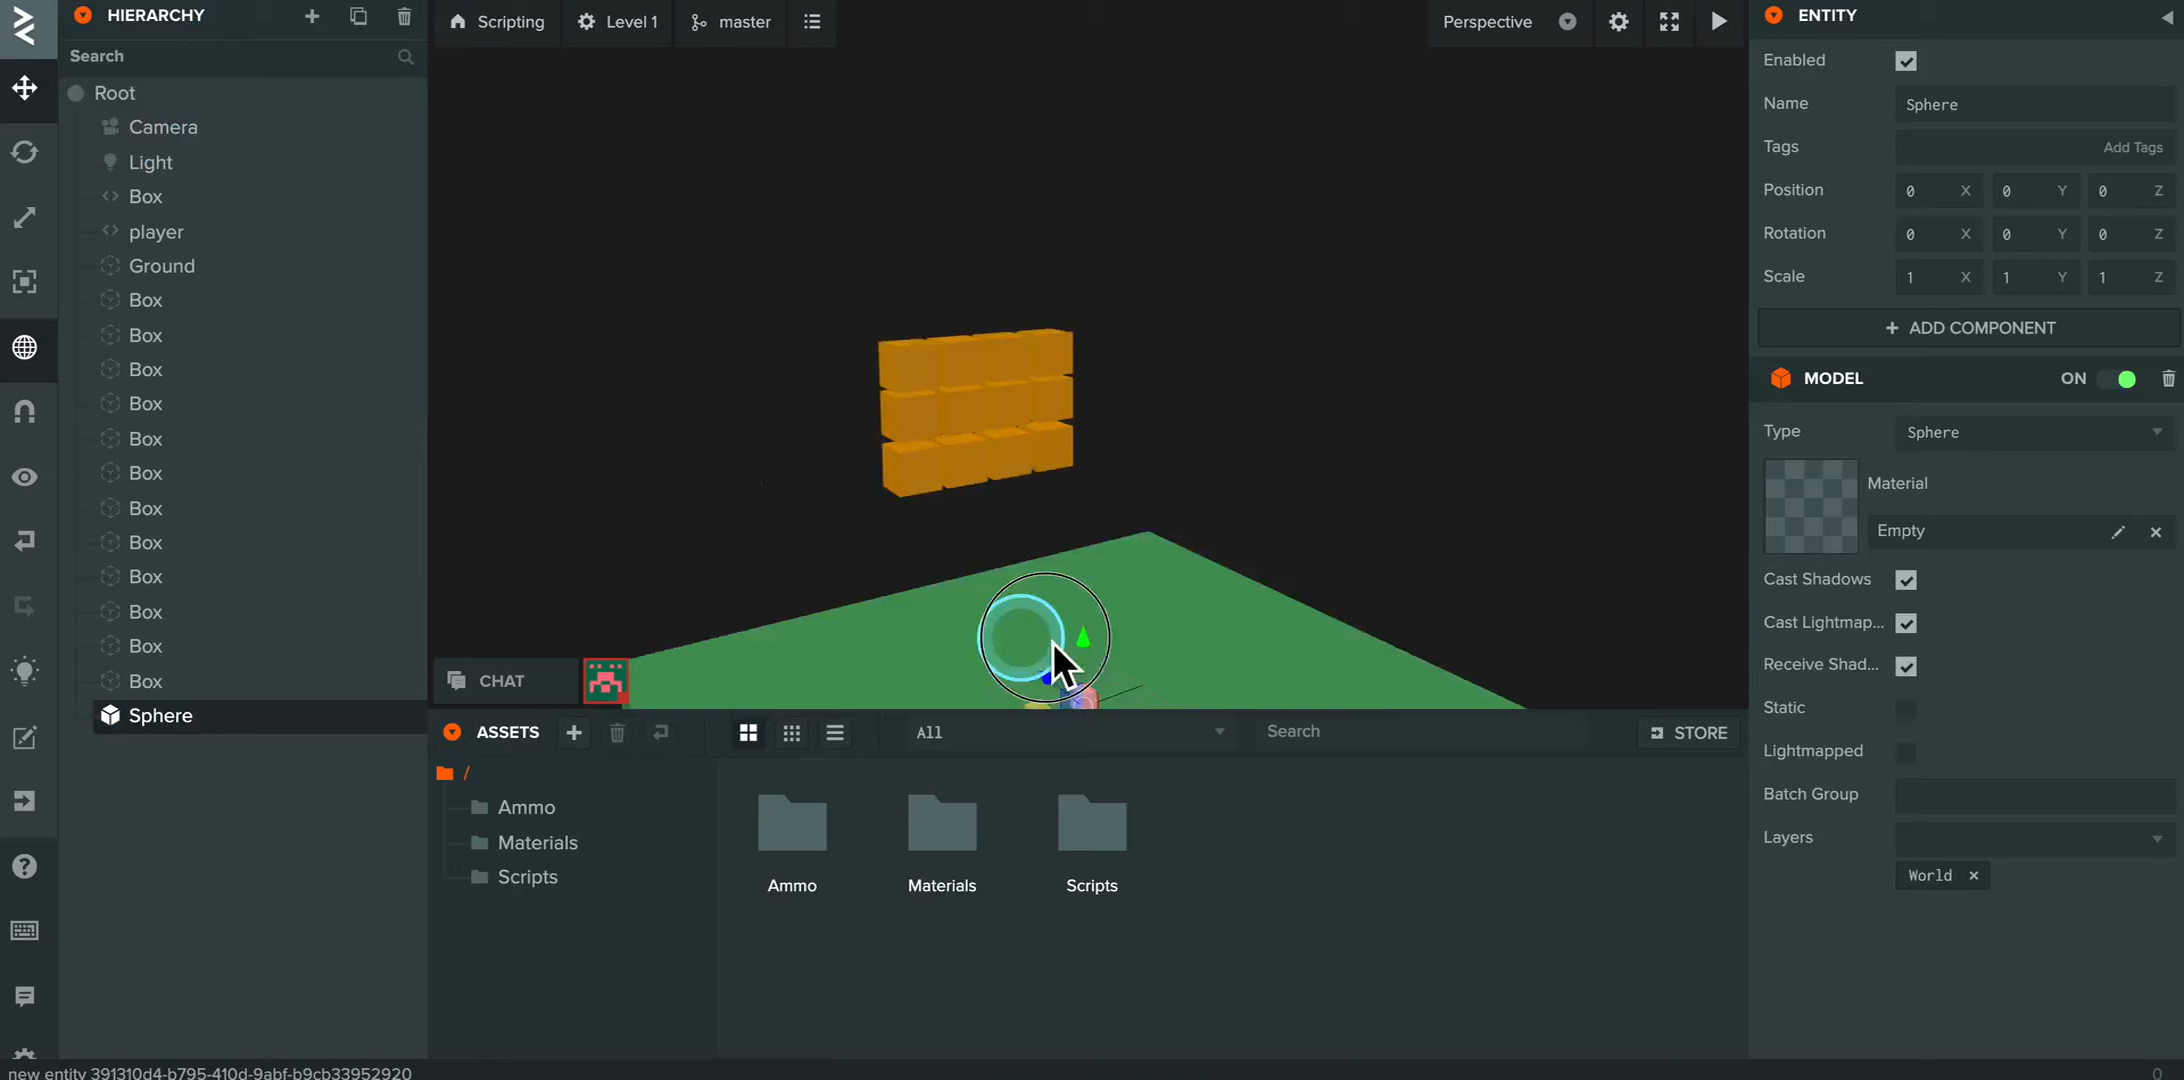 HIERARCHY
Search
Root
Camera
Light
Box
player
Ground
Box
Box
Box
Box
Box
Box
Box
Box
Box
Box
Box
Box
Sphere
Scripting
Level 1
master
Perspective
CHAT
ASSETS
All
Search
STORE
/
Ammo
Materials
Scripts
Ammo
Materials
Scripts
ENTITY
Enabled
Name Sphere
Tags Add Tags
Position 0 X 0 Y 0 Z
Rotation 0 X 0 Y 0 Z
Scale 1 X 1 Y 1 Z
+ ADD COMPONENT
MODEL ON
Type Sphere
Material
Empty
Cast Shadows
Cast Lightmap...
Receive Shad...
Static
Lightmapped
Batch Group
Layers
World
new entity 391310d4-b795-410d-9abf-b9cb33952920
0